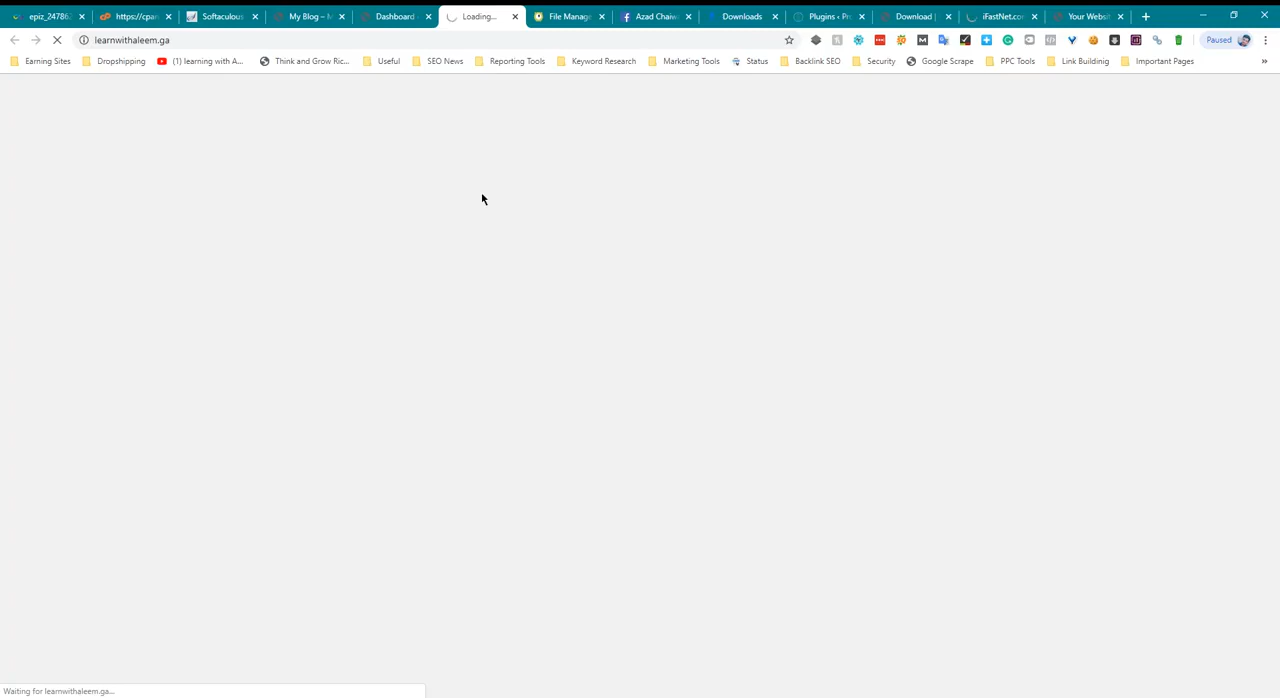 epiz_24786 https://cpan Softaculous My Blog – M Dashboard Loading... File Manage Azad Chaiw Downloads Plugins ‹ Pr Download | iFastNet.co Your Websi
learnwithaleem.ga Paused
Earning Sites Dropshipping (1) learning with A... Think and Grow Ric... Useful SEO News Reporting Tools Keyword Research Marketing Tools Status Backlink SEO Security Google Scrape PPC Tools Link Buildinig Important Pages »
Waiting for learnwithaleem.ga...